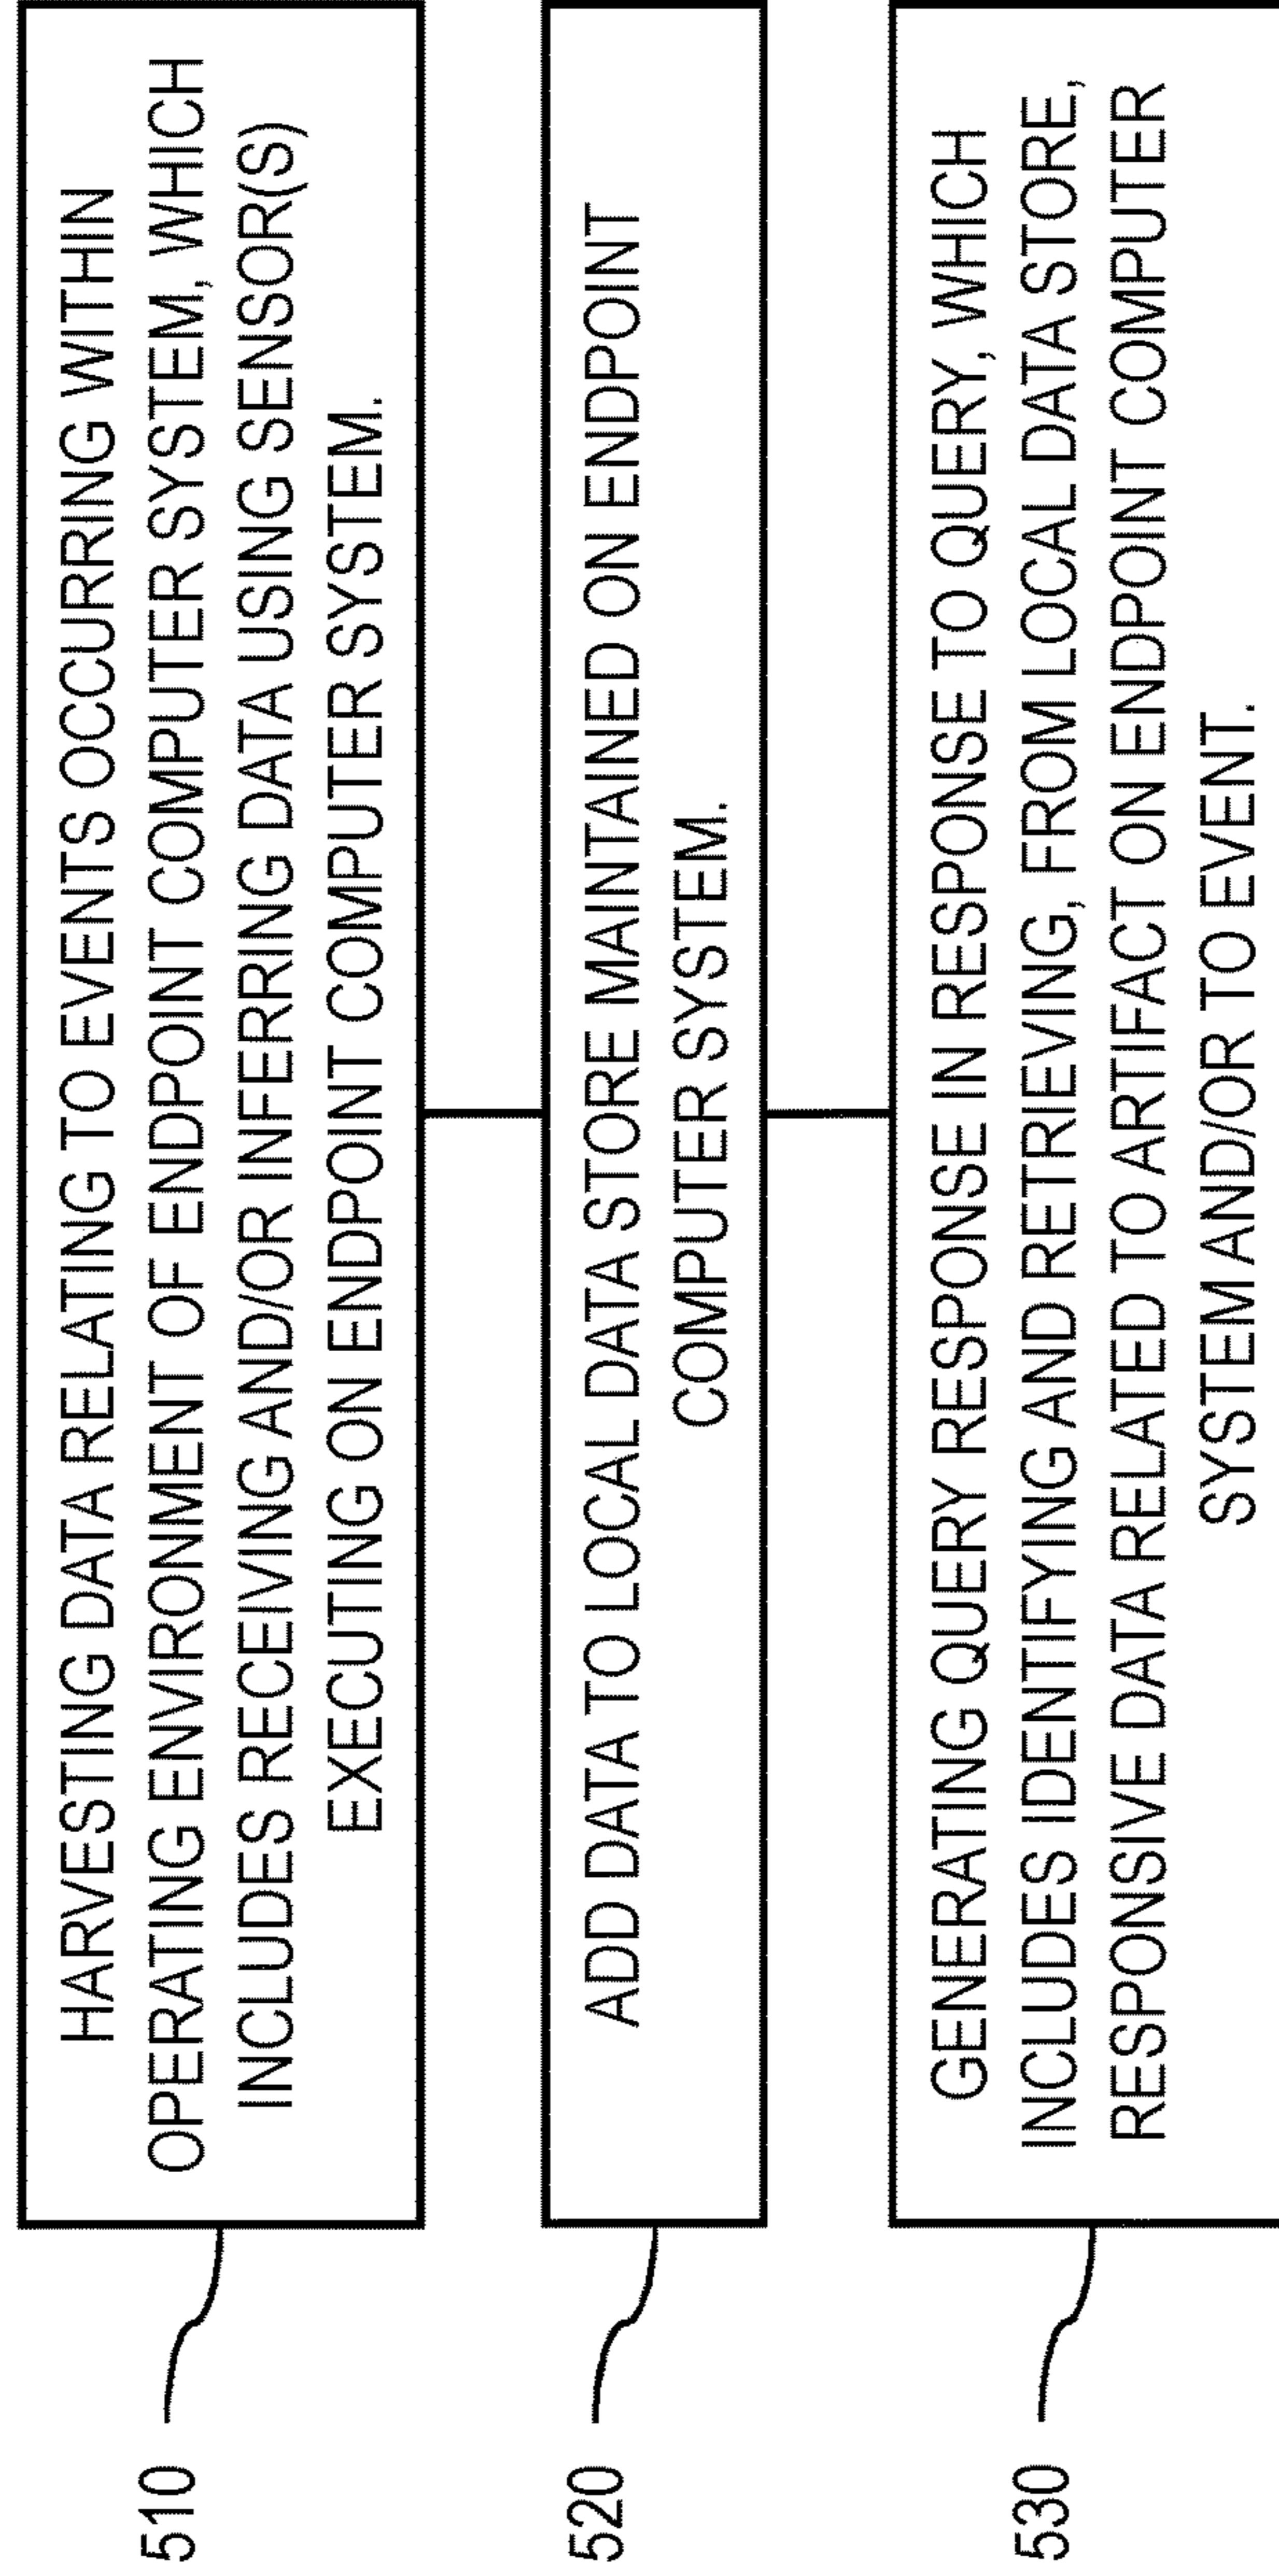 510
HARVESTING DATA RELATING TO EVENTS OCCURRING WITHIN
OPERATING ENVIRONMENT OF ENDPOINT COMPUTER SYSTEM, WHICH
INCLUDES RECEIVING AND/OR INFERRING DATA USING SENSOR(S)
EXECUTING ON ENDPOINT COMPUTER SYSTEM.
520
ADD DATA TO LOCAL DATA STORE MAINTAINED ON ENDPOINT
COMPUTER SYSTEM.
530
GENERATING QUERY RESPONSE IN RESPONSE TO QUERY, WHICH
INCLUDES IDENTIFYING AND RETRIEVING, FROM LOCAL DATA STORE,
RESPONSIVE DATA RELATED TO ARTIFACT ON ENDPOINT COMPUTER
SYSTEM AND/OR TO EVENT.